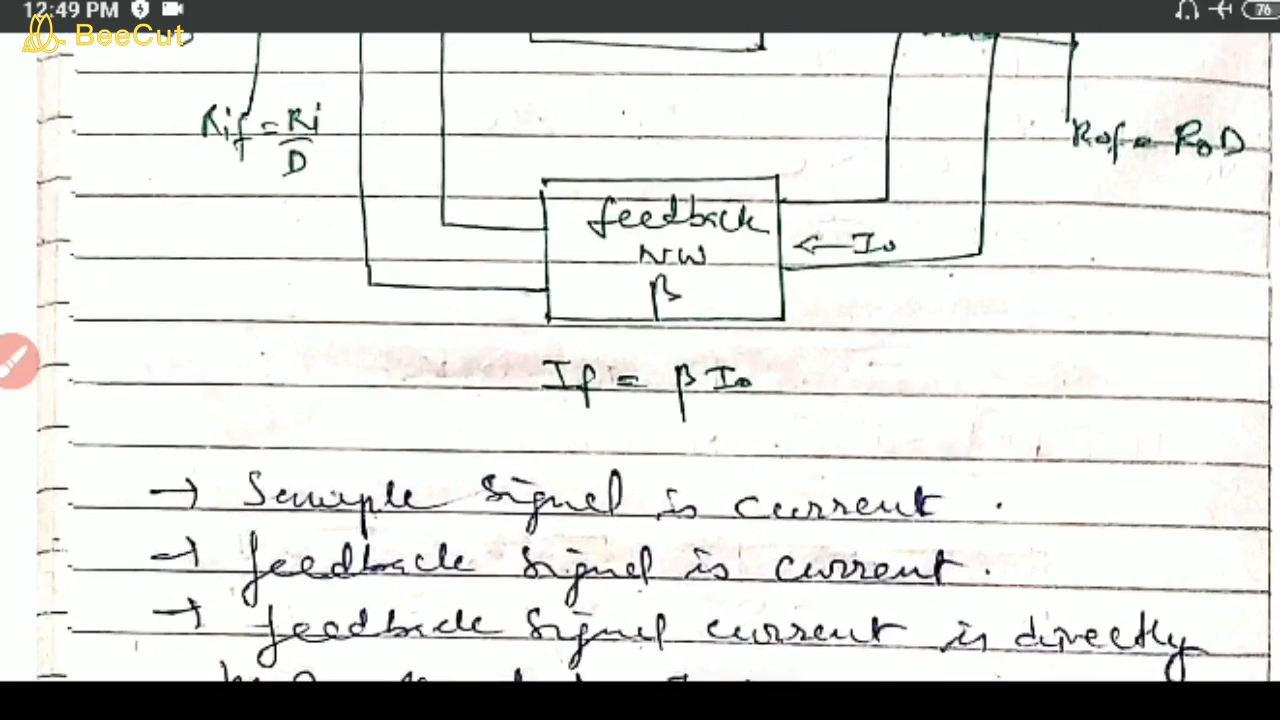 12:49 PM
76
BeeCut
Rif = Ri
D
Rof = RoD
feedback
NW
β
← Io
If = β Io
→ Sample signal is current.
→ feedback signal is current.
→ feedback signal current is directly